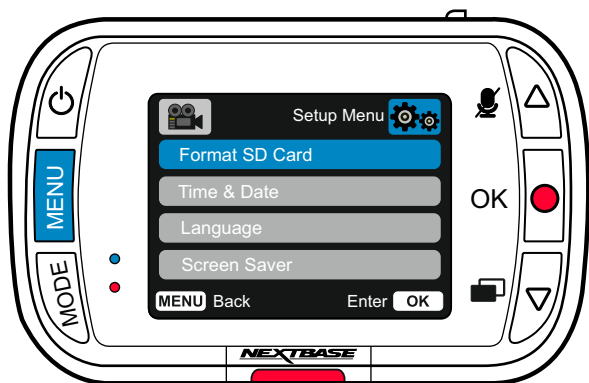 Setup Menu
Format SD Card
Time & Date
Language
Screen Saver
MENU Back Enter OK
MENU
MODE
OK
NEXTBASE